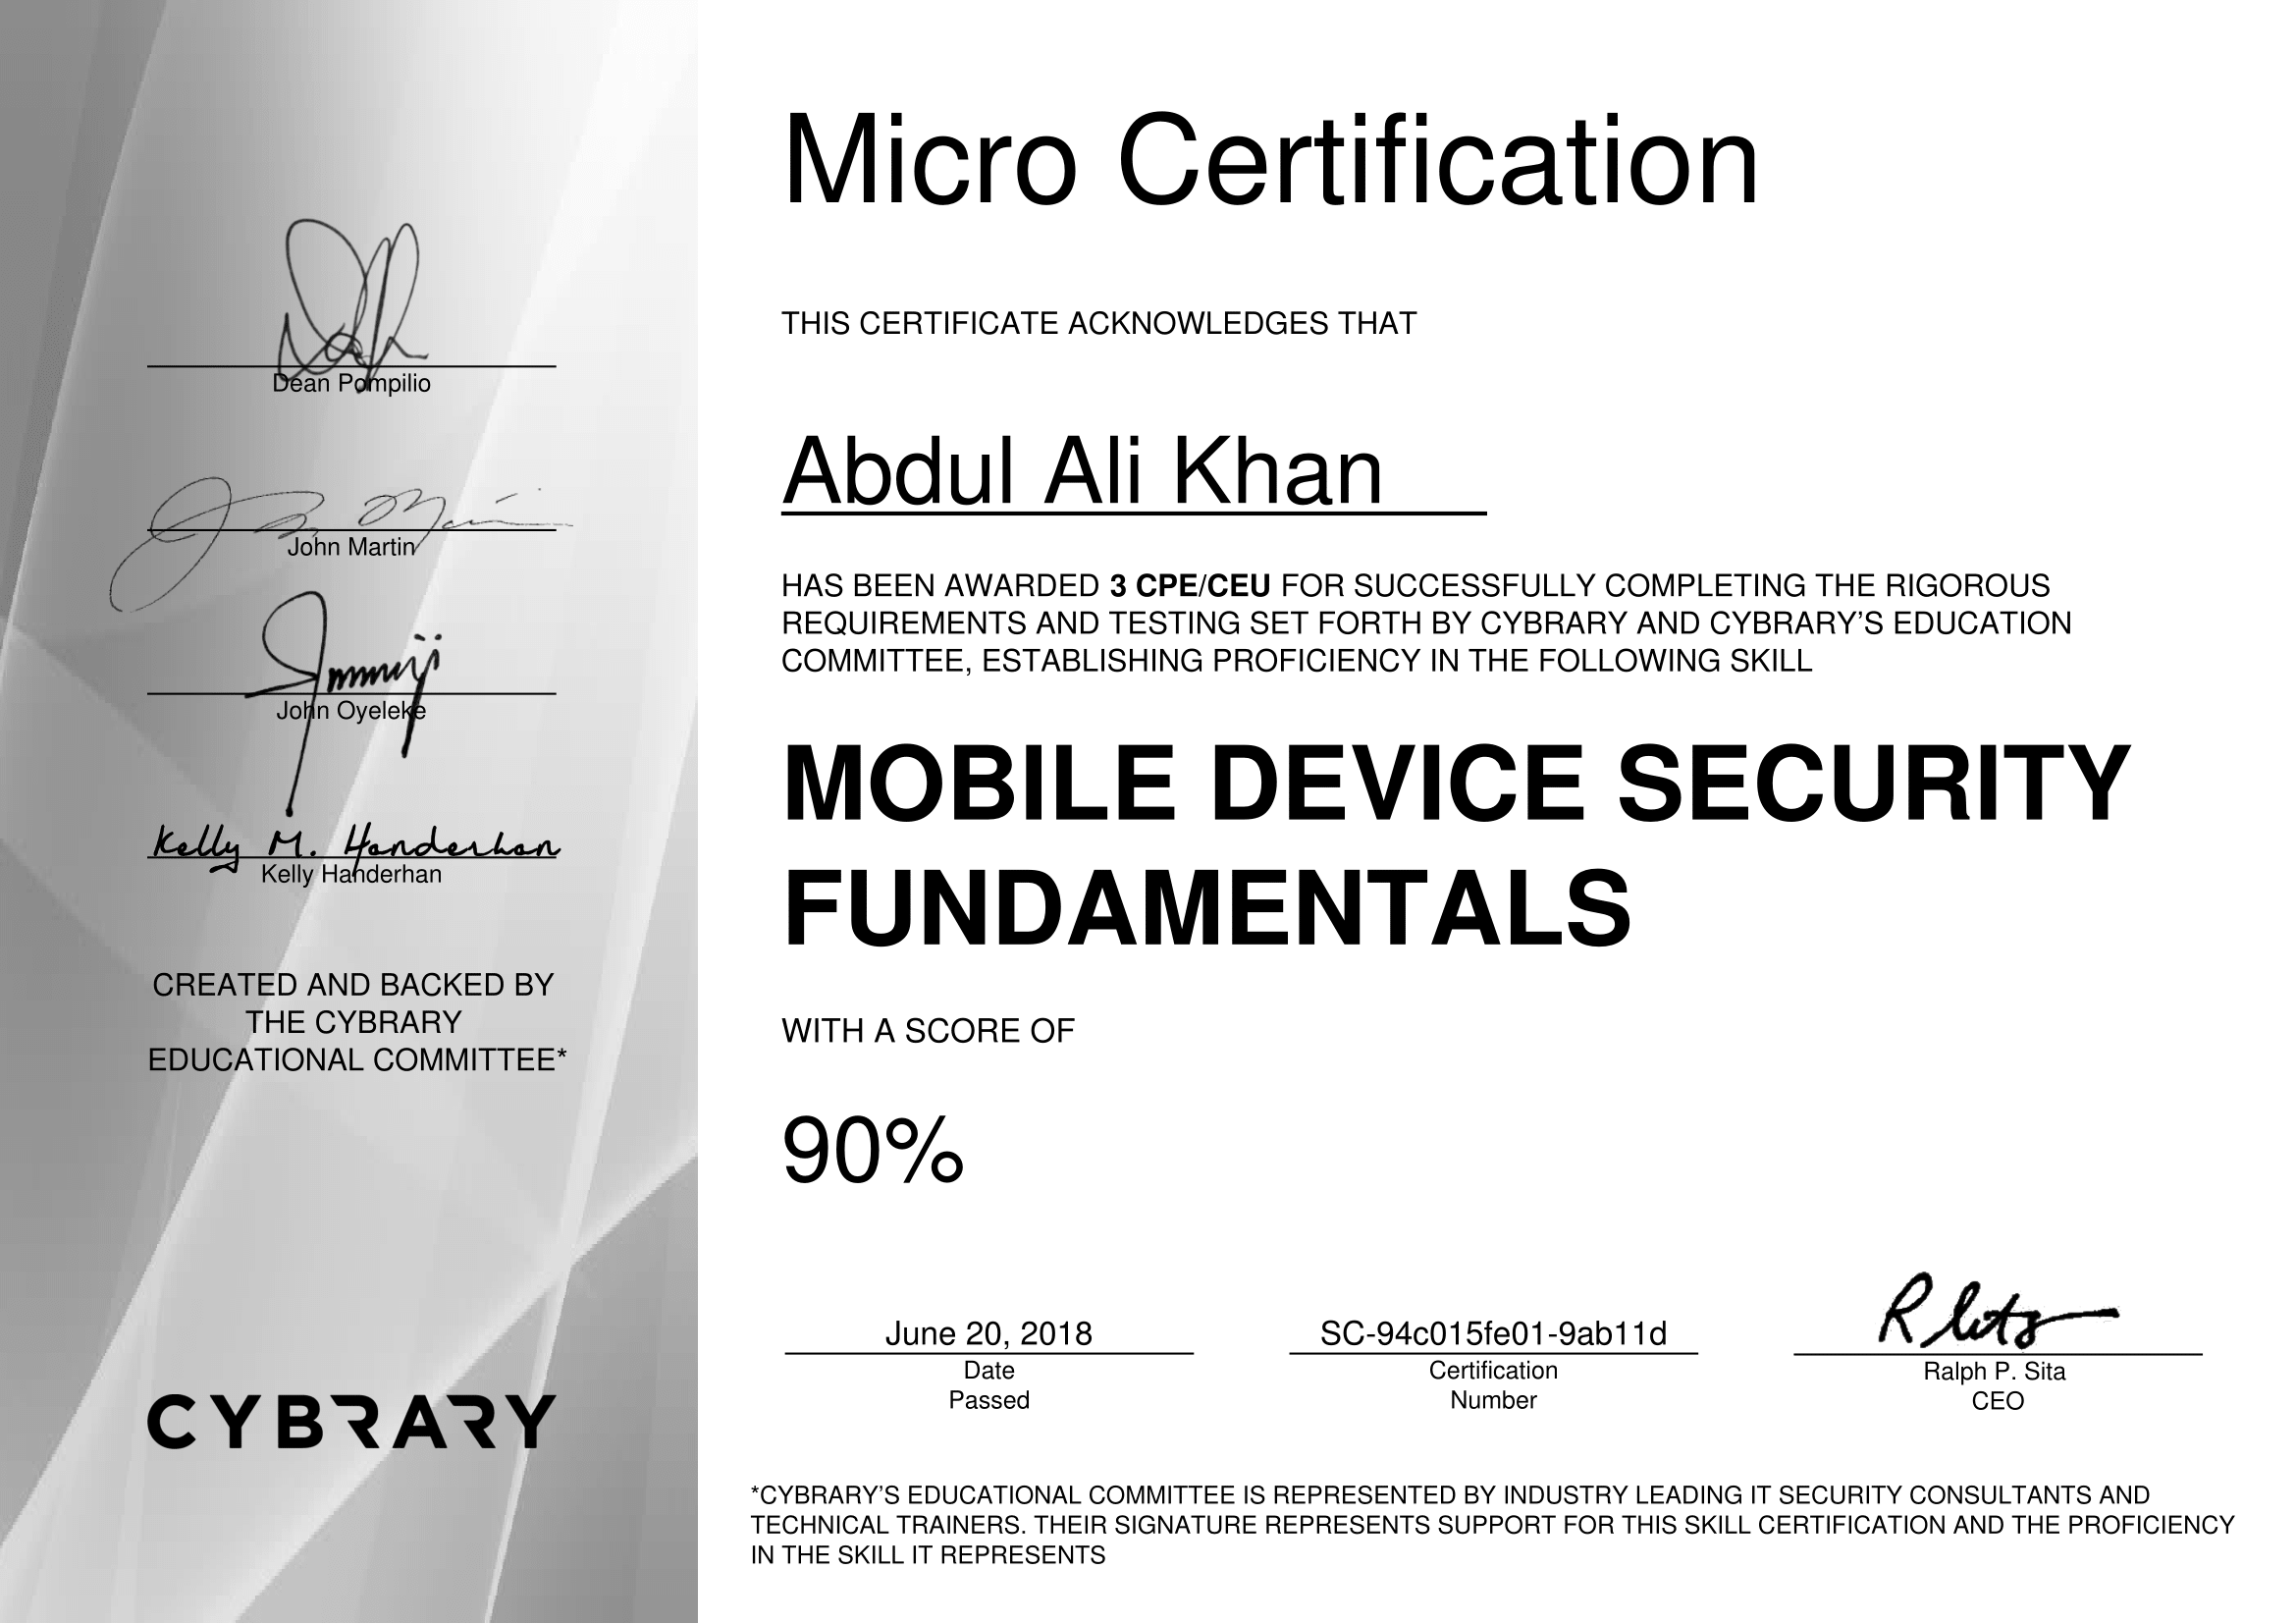 Micro Certification
THIS CERTIFICATE ACKNOWLEDGES THAT
Abdul Ali Khan
HAS BEEN AWARDED 3 CPE/CEU FOR SUCCESSFULLY COMPLETING THE RIGOROUS
REQUIREMENTS AND TESTING SET FORTH BY CYBRARY AND CYBRARY'S EDUCATION
COMMITTEE, ESTABLISHING PROFICIENCY IN THE FOLLOWING SKILL
MOBILE DEVICE SECURITY
FUNDAMENTALS
WITH A SCORE OF
90%
June 20, 2018
Date
Passed
SC-94c015fe01-9ab11d
Certification
Number
Ralph P. Sita
CEO
*CYBRARY'S EDUCATIONAL COMMITTEE IS REPRESENTED BY INDUSTRY LEADING IT SECURITY CONSULTANTS AND
TECHNICAL TRAINERS. THEIR SIGNATURE REPRESENTS SUPPORT FOR THIS SKILL CERTIFICATION AND THE PROFICIENCY
IN THE SKILL IT REPRESENTS
Dean Pompilio
John Martin
John Oyeleke
Kelly M. Handerhan
Kelly Handerhan
CREATED AND BACKED BY
THE CYBRARY
EDUCATIONAL COMMITTEE*
CYBRARY